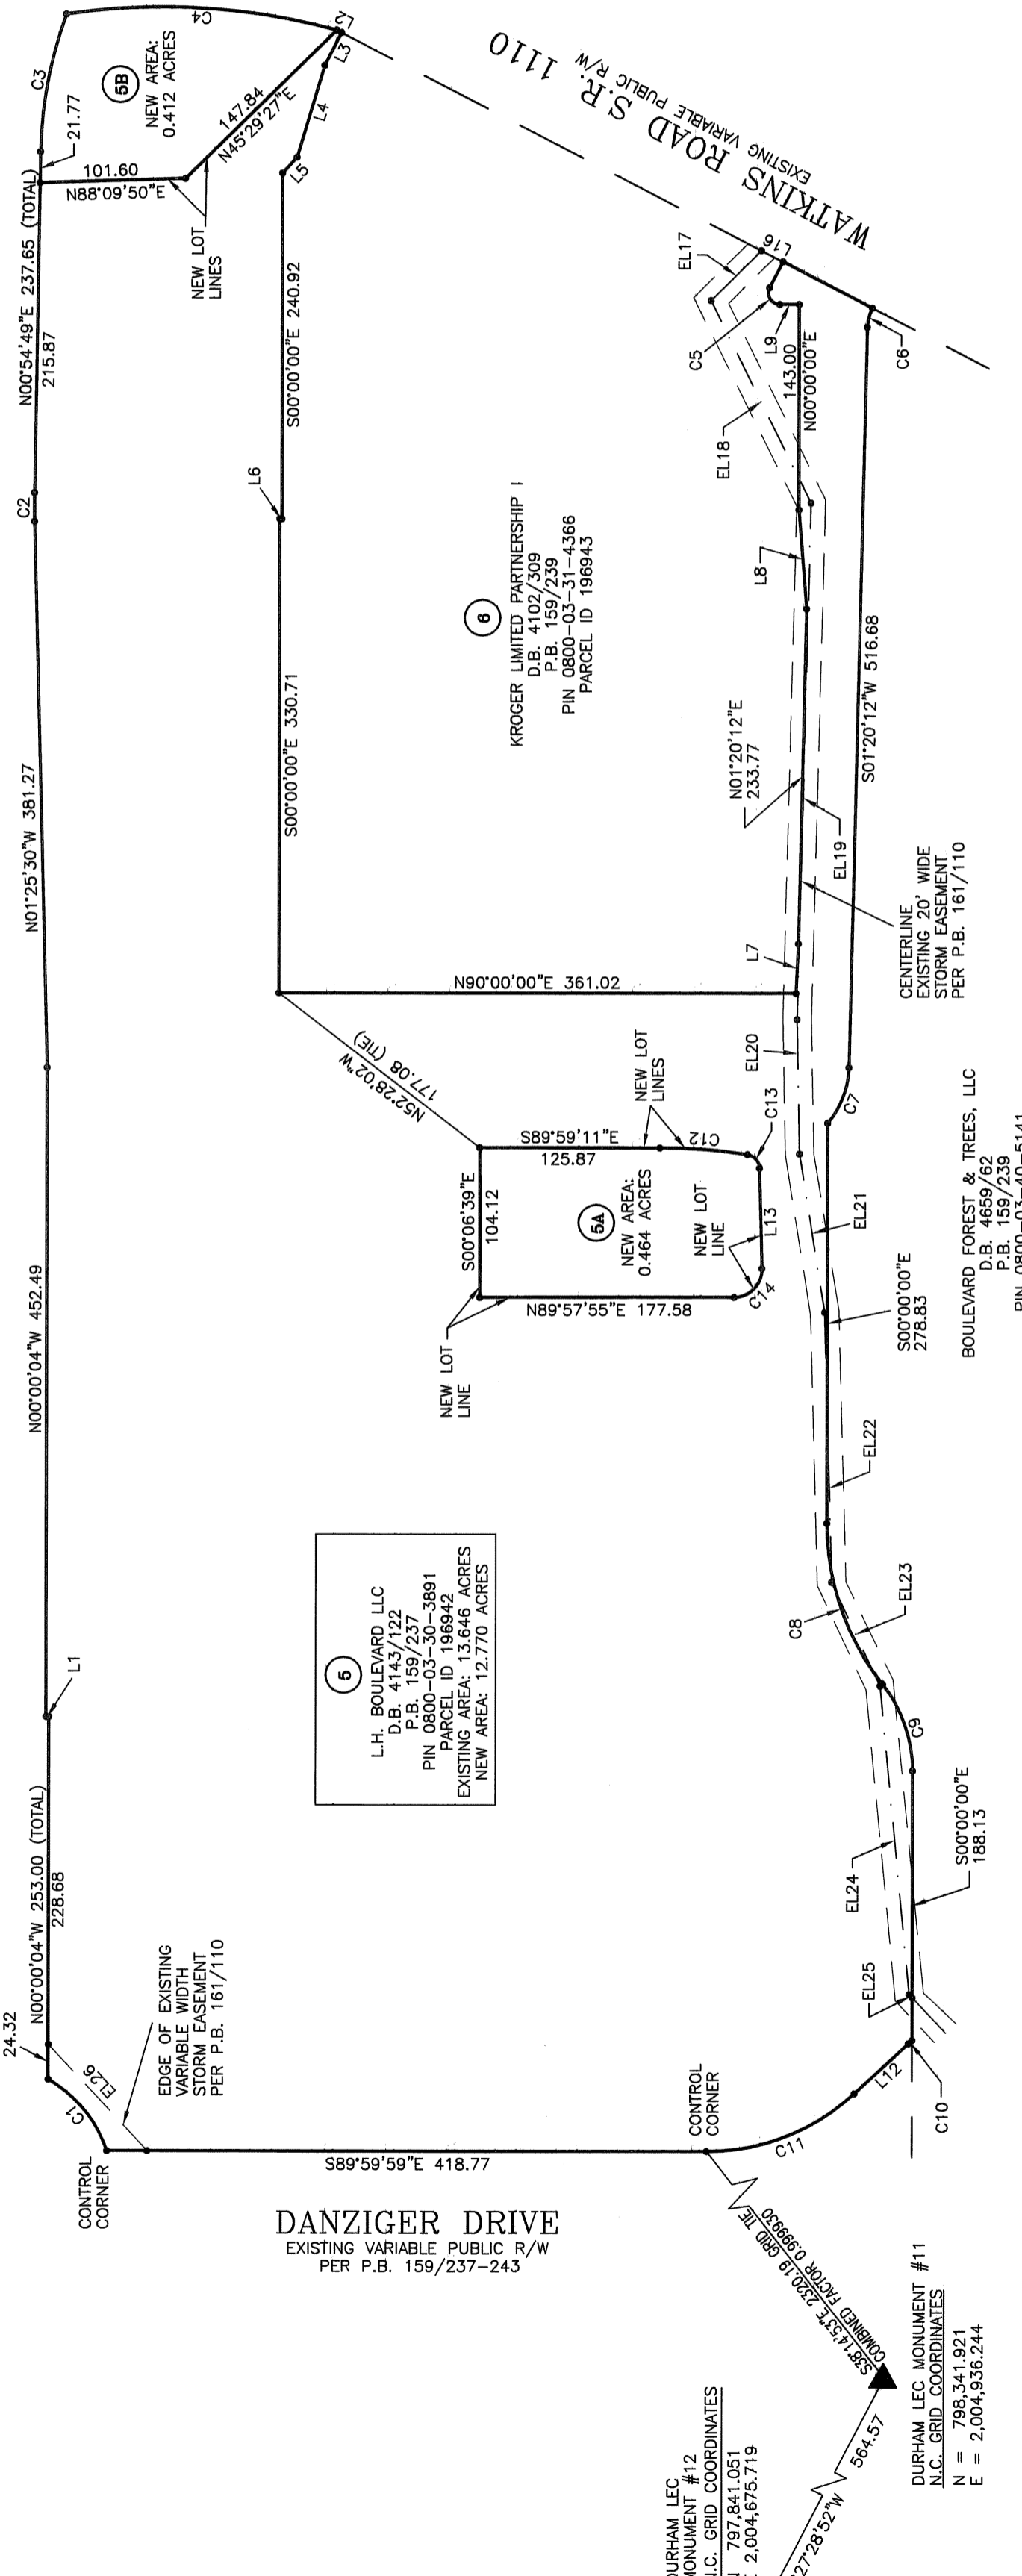 C4
L2
L3
C3
5B
NEW AREA:
0.412 ACRES
147.84
N45°29'27"E
L4
L5
21.77
101.60
N88°09'50"E
NEW LOT
LINES
N00°54'49"E 237.65 (TOTAL)
215.87
C2
WATKINS ROAD S.R. 1110
EXISTING VARIABLE PUBLIC R/W
S00°00'00"E 240.92
L6
EL17
L16
C5
L9
C6
143.00
N00°00'00"E
EL18
L8
6
KROGER LIMITED PARTNERSHIP I
D.B. 4102/309
P.B. 159/239
PIN 0800-03-31-4366
PARCEL ID 196943
N01°25'30"W 381.27
S00°00'00"E 330.71
S01°20'12"W 516.68
N01°20'12"E
233.77
EL19
CENTERLINE
EXISTING 20' WIDE
STORM EASEMENT
PER P.B. 161/110
L7
N90°00'00"E 361.02
N52°28'02"W
177.08 (TIE)
EL20
C7
NEW LOT
LINES
C13
C12
S89°59'11"E
125.87
S00°06'39"E
104.12
5A
NEW AREA:
0.464 ACRES
NEW LOT
LINE
L13
C14
N89°57'55"E 177.58
NEW LOT
LINE
EL21
S00°00'00"E
278.83
BOULEVARD FOREST & TREES, LLC
D.B. 4659/62
P.B. 159/239
PIN 0800-03-40-5141
N00°00'04"W 452.49
EL22
EL23
C8
C9
5
L.H. BOULEVARD LLC
D.B. 4143/122
P.B. 159/237
PIN 0800-03-30-3891
PARCEL ID 196942
EXISTING AREA: 13.646 ACRES
NEW AREA: 12.770 ACRES
L1
N00°00'04"W 253.00 (TOTAL)
228.68
24.32
EL24
S00°00'00"E
188.13
EL25
EDGE OF EXISTING
VARIABLE WIDTH
STORM EASEMENT
PER P.B. 161/110
EL26
C1
CONTROL
CORNER
CONTROL
CORNER
C11
L12
C10
S89°59'59"E 418.77
DANZIGER DRIVE
EXISTING VARIABLE PUBLIC R/W
PER P.B. 159/237-243
S38°14'53"E 2320.19 GRID TIE
COMBINED FACTOR 0.999930
DURHAM LEC MONUMENT #11
N.C. GRID COORDINATES
N = 798,341.921
E = 2,004,936.244
564.57
27°28'52"W
DURHAM LEC
MONUMENT #12
N.C. GRID COORDINATES
797,841.051
2,004,675.719